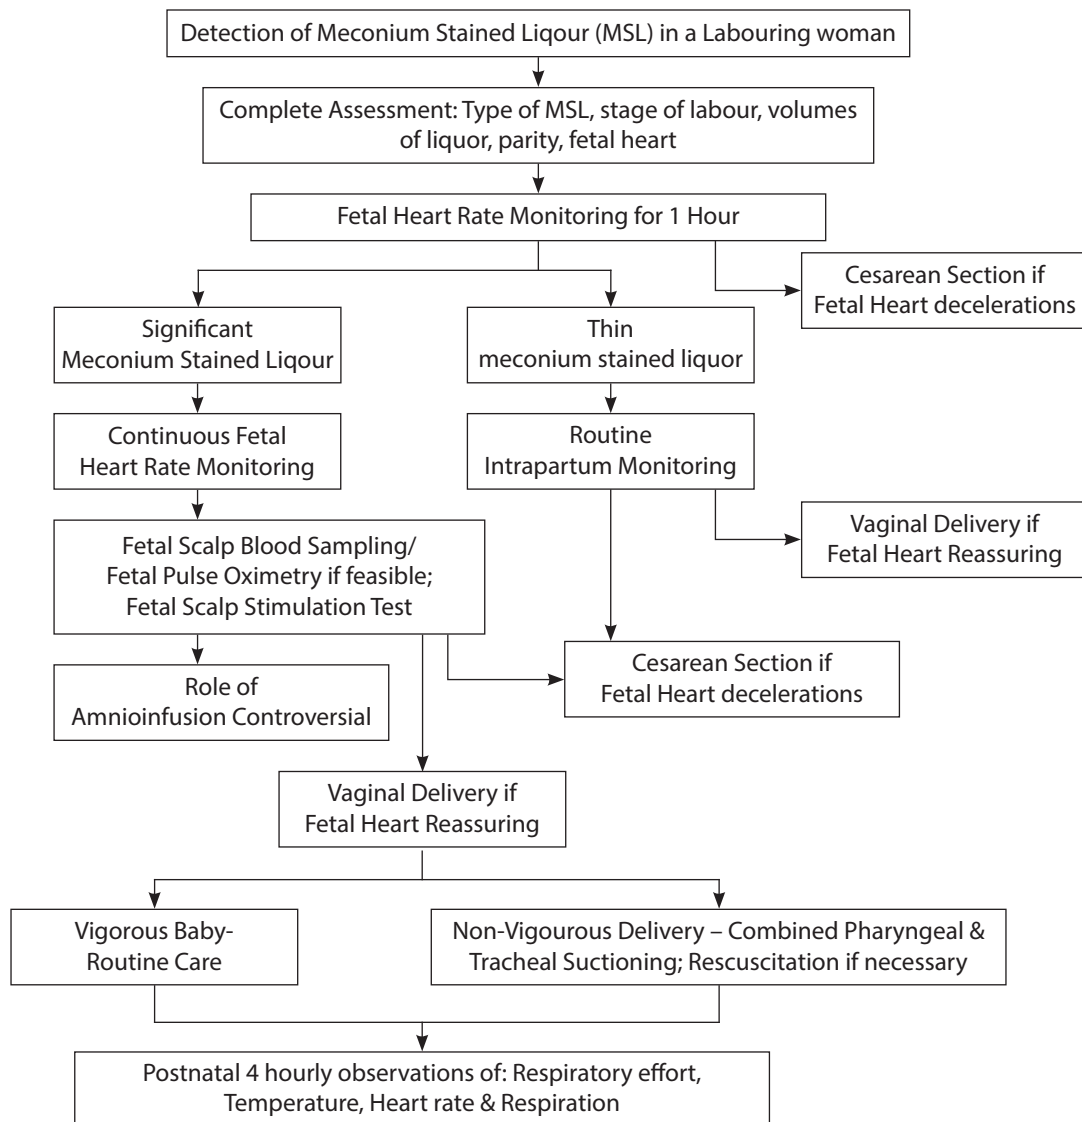 Detection of Meconium Stained Liqour (MSL) in a Labouring woman
Complete Assessment: Type of MSL, stage of labour, volumes
of liquor, parity, fetal heart
Fetal Heart Rate Monitoring for 1 Hour
Cesarean Section if
Fetal Heart decelerations
Significant
Meconium Stained Liqour
Thin
meconium stained liquor
Continuous Fetal
Heart Rate Monitoring
Routine
Intrapartum Monitoring
Vaginal Delivery if
Fetal Heart Reassuring
Fetal Scalp Blood Sampling/
Fetal Pulse Oximetry if feasible;
Fetal Scalp Stimulation Test
Cesarean Section if
Fetal Heart decelerations
Role of
Amnioinfusion Controversial
Vaginal Delivery if
Fetal Heart Reassuring
Vigorous Baby-
Routine Care
Non-Vigourous Delivery – Combined Pharyngeal &
Tracheal Suctioning; Rescuscitation if necessary
Postnatal 4 hourly observations of: Respiratory effort,
Temperature, Heart rate & Respiration